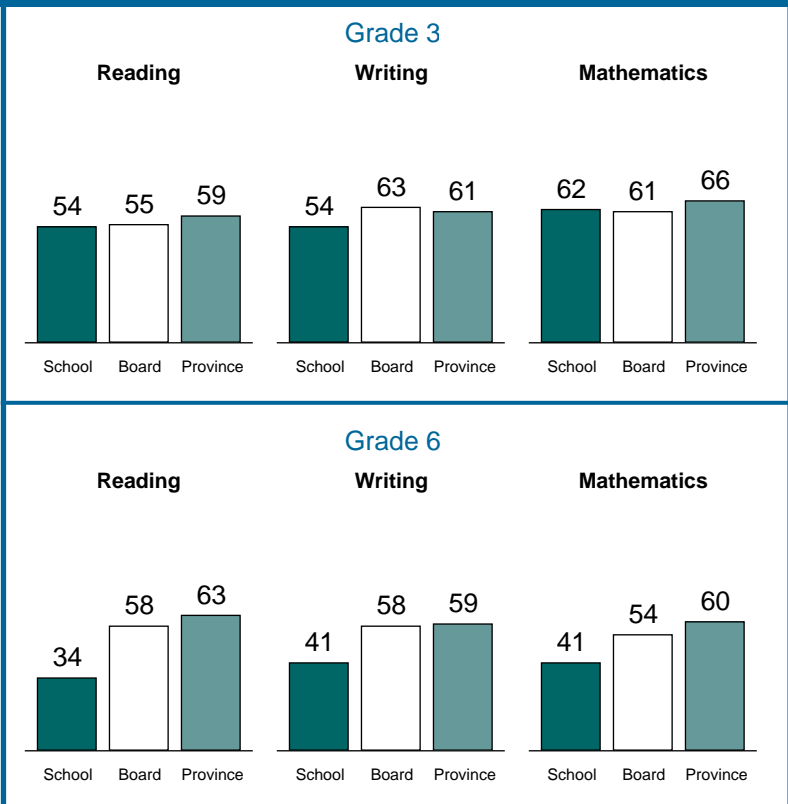 Grade 3
Reading Writing Mathematics
54 55 59 54 63 61 62 61 66
School Board Province School Board Province School Board Province
Grade 6
Reading Writing Mathematics
34 58 63 41 58 59 41 54 60
School Board Province School Board Province School Board Province